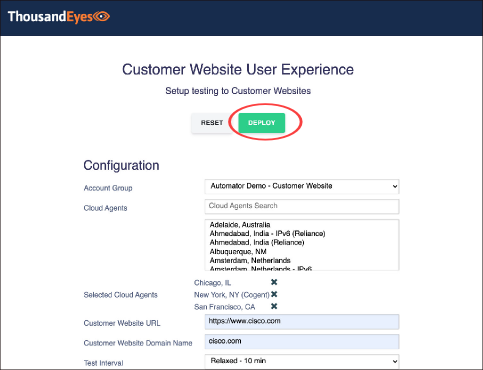 ThousandEyes
Customer Website User Experience
Setup testing to Customer Websites
RESET DEPLOY
Configuration
Account Group Automator Demo - Customer Website
Cloud Agents Cloud Agents Search
Adelaide, Australia
Ahmedabad, India - IPv6 (Reliance)
Ahmedabad, India (Reliance)
Albuquerque, NM
Amsterdam, Netherlands
Amsterdam, Netherlands - IPv6
Chicago, IL ✖
Selected Cloud Agents New York, NY (Cogent) ✖
San Francisco, CA ✖
Customer Website URL https://www.cisco.com
Customer Website Domain Name cisco.com
Test Interval Relaxed - 10 min